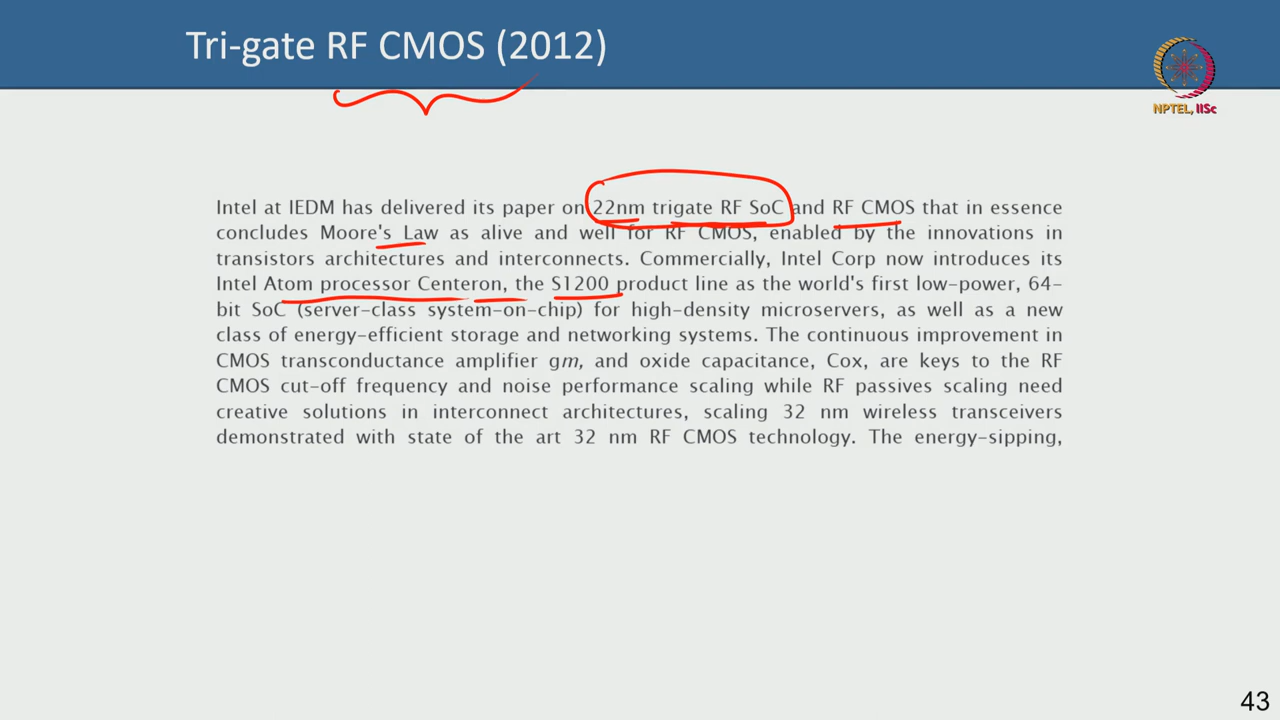 Tri-gate RF CMOS (2012)
NPTEL, IISc
Intel at IEDM has delivered its paper on 22nm trigate RF SoC and RF CMOS that in essence
concludes Moore's Law as alive and well for RF CMOS, enabled by the innovations in
transistors architectures and interconnects. Commercially, Intel Corp now introduces its
Intel Atom processor Centeron, the S1200 product line as the world's first low-power, 64-
bit SoC (server-class system-on-chip) for high-density microservers, as well as a new
class of energy-efficient storage and networking systems. The continuous improvement in
CMOS transconductance amplifier gm, and oxide capacitance, Cox, are keys to the RF
CMOS cut-off frequency and noise performance scaling while RF passives scaling need
creative solutions in interconnect architectures, scaling 32 nm wireless transceivers
demonstrated with state of the art 32 nm RF CMOS technology. The energy-sipping,
43